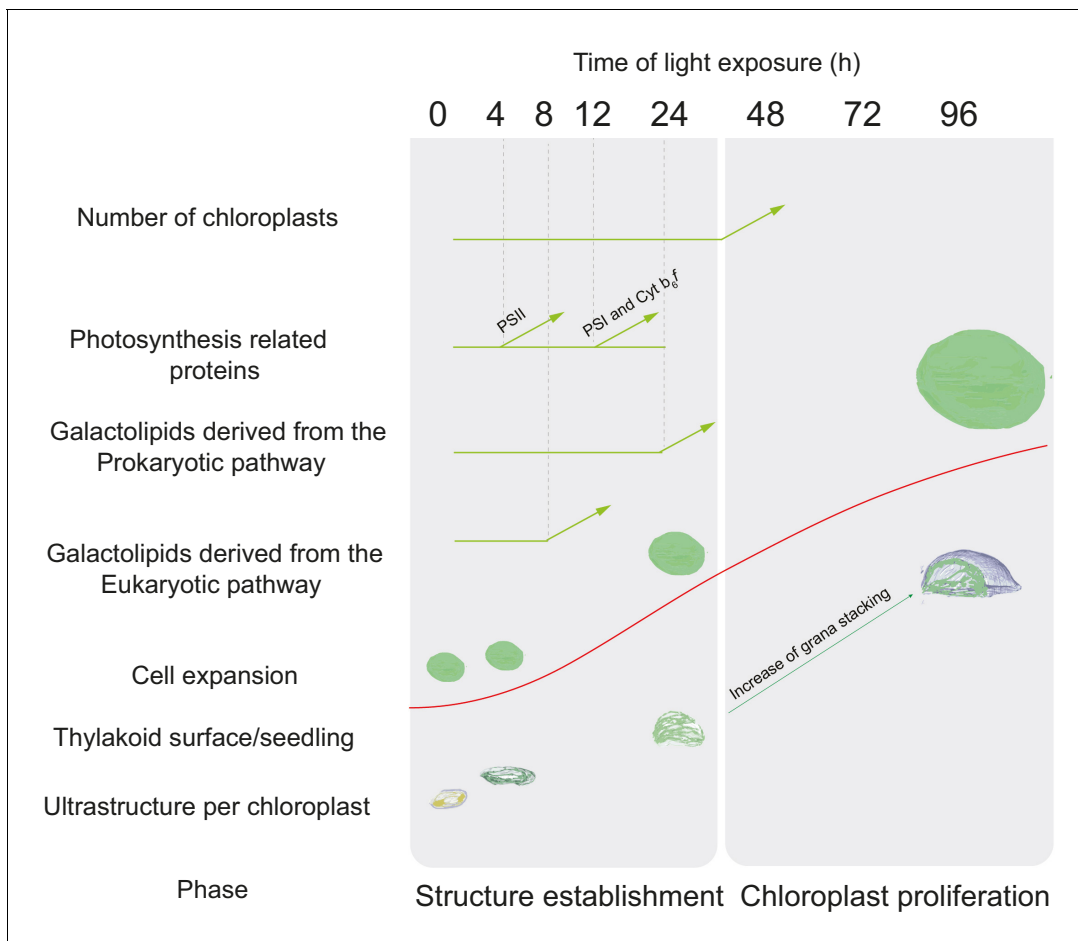 Time of light exposure (h)
0 4 8 12 24 48 72 96
Number of chloroplasts
PSII
PSI and Cyt b6f
Photosynthesis related
proteins
Galactolipids derived from the
Prokaryotic pathway
Galactolipids derived from the
Eukaryotic pathway
Increase of grana stacking
Cell expansion
Thylakoid surface/seedling
Ultrastructure per chloroplast
Phase
Structure establishment
Chloroplast proliferation